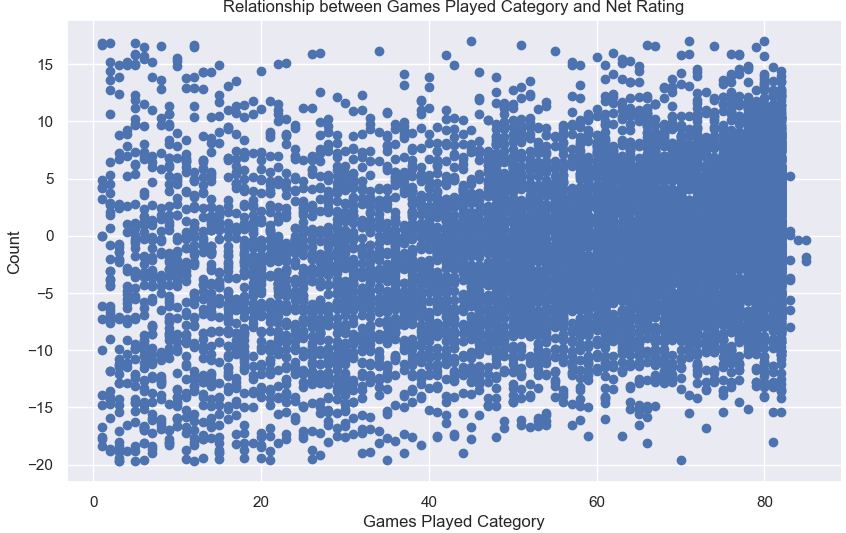 Relationship between Games Played Category and Net Rating
15
10
5
0
−5
−10
−15
−20
Count
0 20 40 60 80
Games Played Category